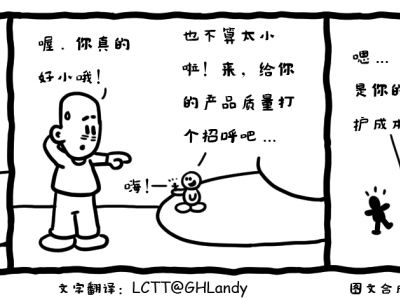 喔．你真的
好小哦！
也不算太小
啦！来，给你
的产品质量打
个招呼吧...
嗨！
嗯...
是你的
护成本
文字翻译：LCTT@GHLandy
图文合成